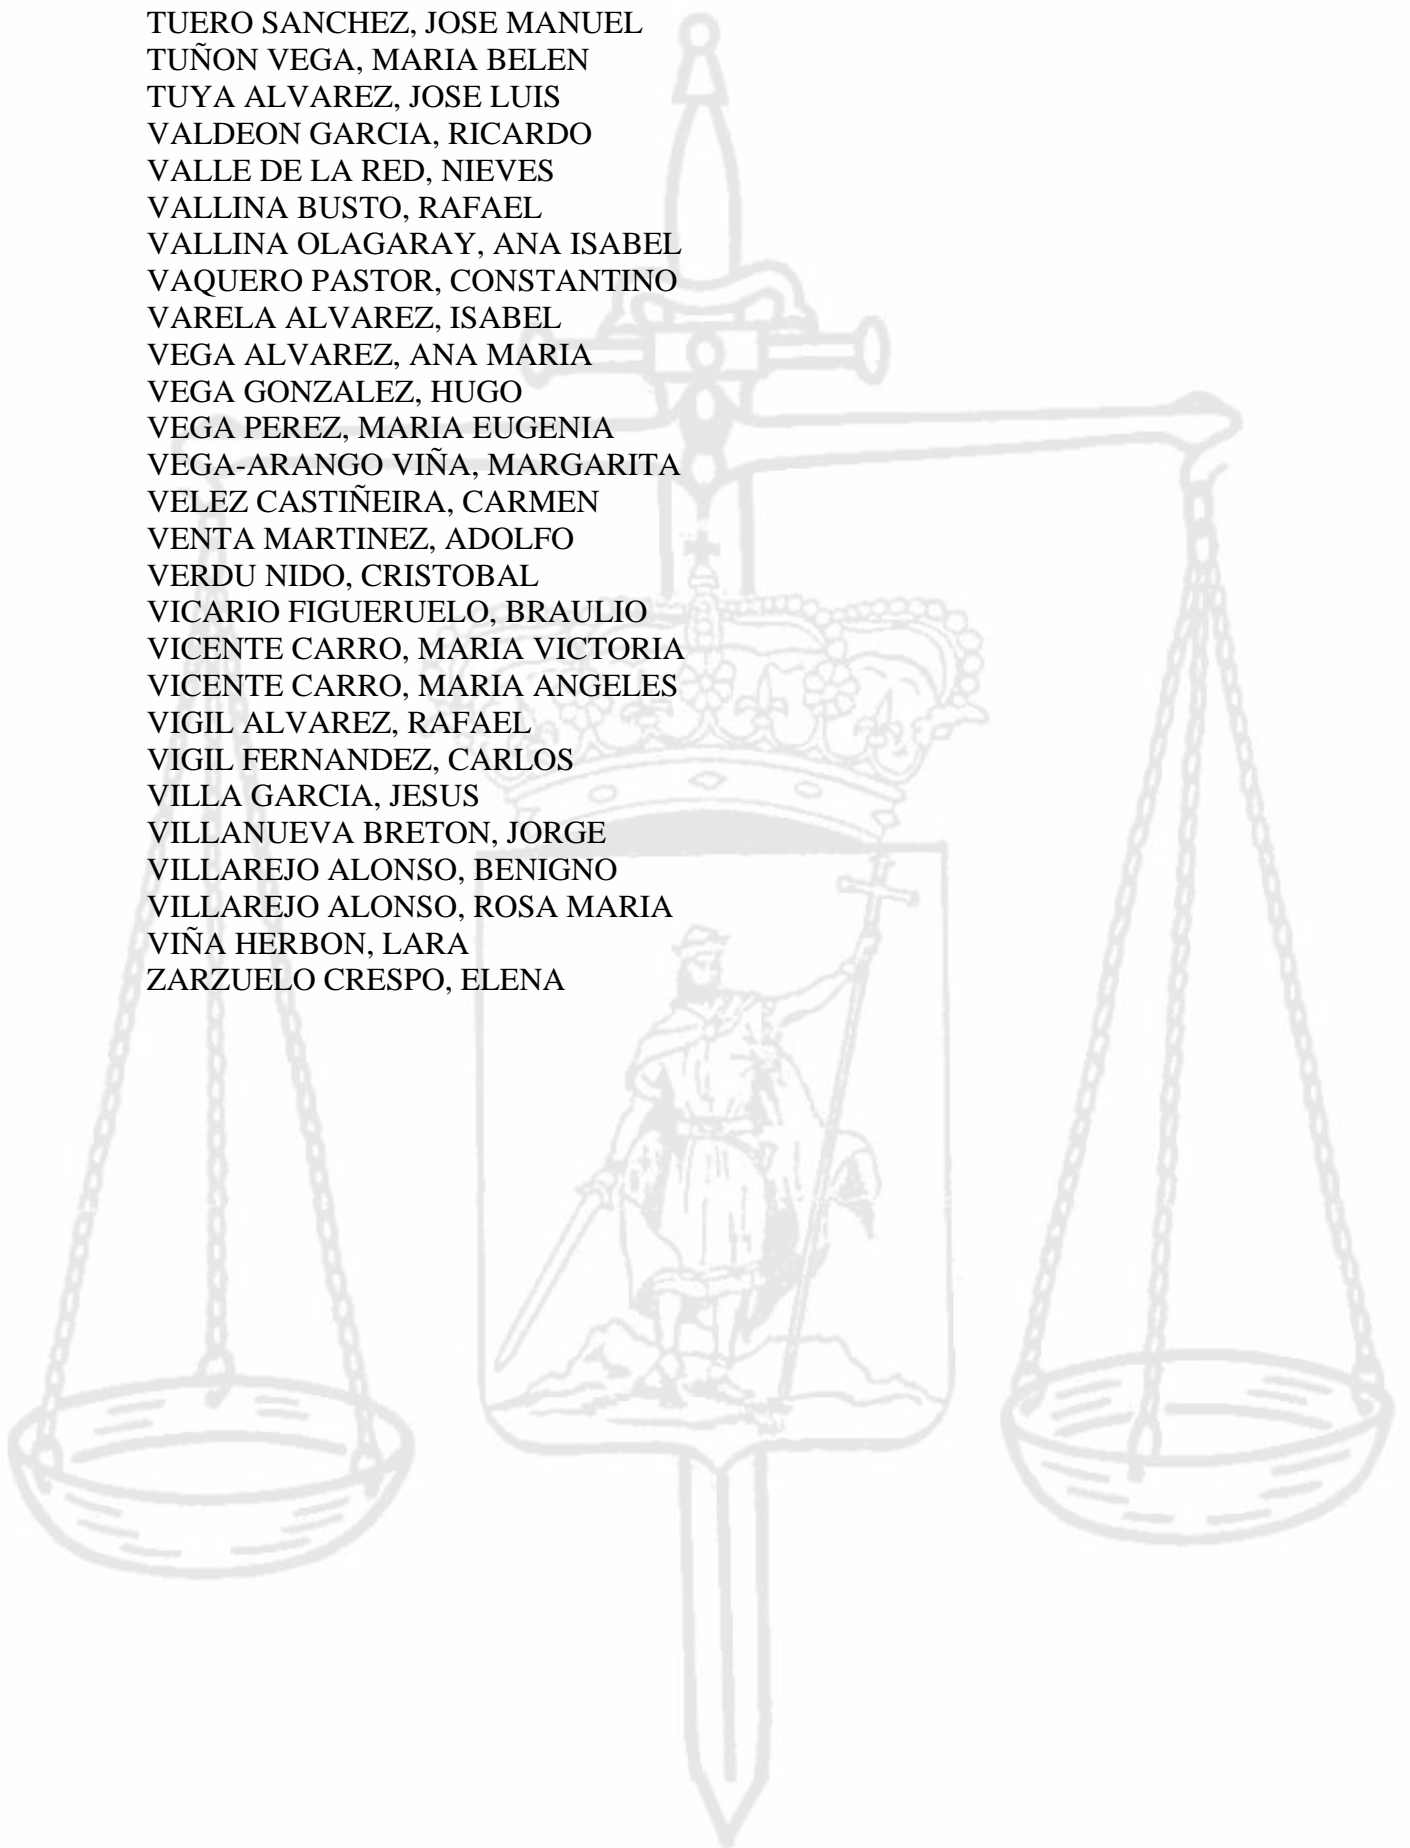 TUERO SANCHEZ, JOSE MANUEL
TUÑON VEGA, MARIA BELEN
TUYA ALVAREZ, JOSE LUIS
VALDEON GARCIA, RICARDO
VALLE DE LA RED, NIEVES
VALLINA BUSTO, RAFAEL
VALLINA OLAGARAY, ANA ISABEL
VAQUERO PASTOR, CONSTANTINO
VARELA ALVAREZ, ISABEL
VEGA ALVAREZ, ANA MARIA
VEGA GONZALEZ, HUGO
VEGA PEREZ, MARIA EUGENIA
VEGA-ARANGO VIÑA, MARGARITA
VELEZ CASTIÑEIRA, CARMEN
VENTA MARTINEZ, ADOLFO
VERDU NIDO, CRISTOBAL
VICARIO FIGUERUELO, BRAULIO
VICENTE CARRO, MARIA VICTORIA
VICENTE CARRO, MARIA ANGELES
VIGIL ALVAREZ, RAFAEL
VIGIL FERNANDEZ, CARLOS
VILLA GARCIA, JESUS
VILLANUEVA BRETON, JORGE
VILLAREJO ALONSO, BENIGNO
VILLAREJO ALONSO, ROSA MARIA
VIÑA HERBON, LARA
ZARZUELO CRESPO, ELENA